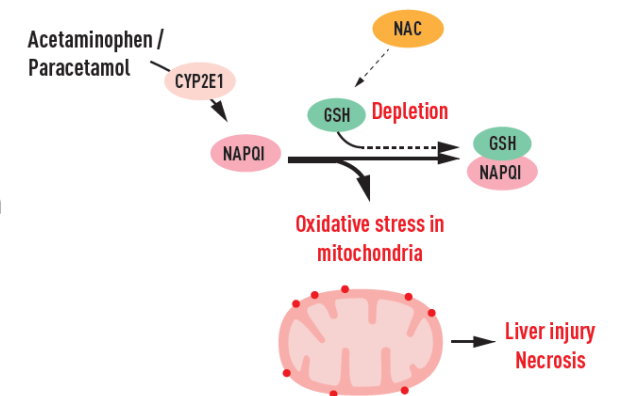 Acetaminophen /
Paracetamol
CYP2E1
NAPQI
NAC
GSH
Depletion
GSH
NAPQI
Oxidative stress in
mitochondria
Liver injury
Necrosis